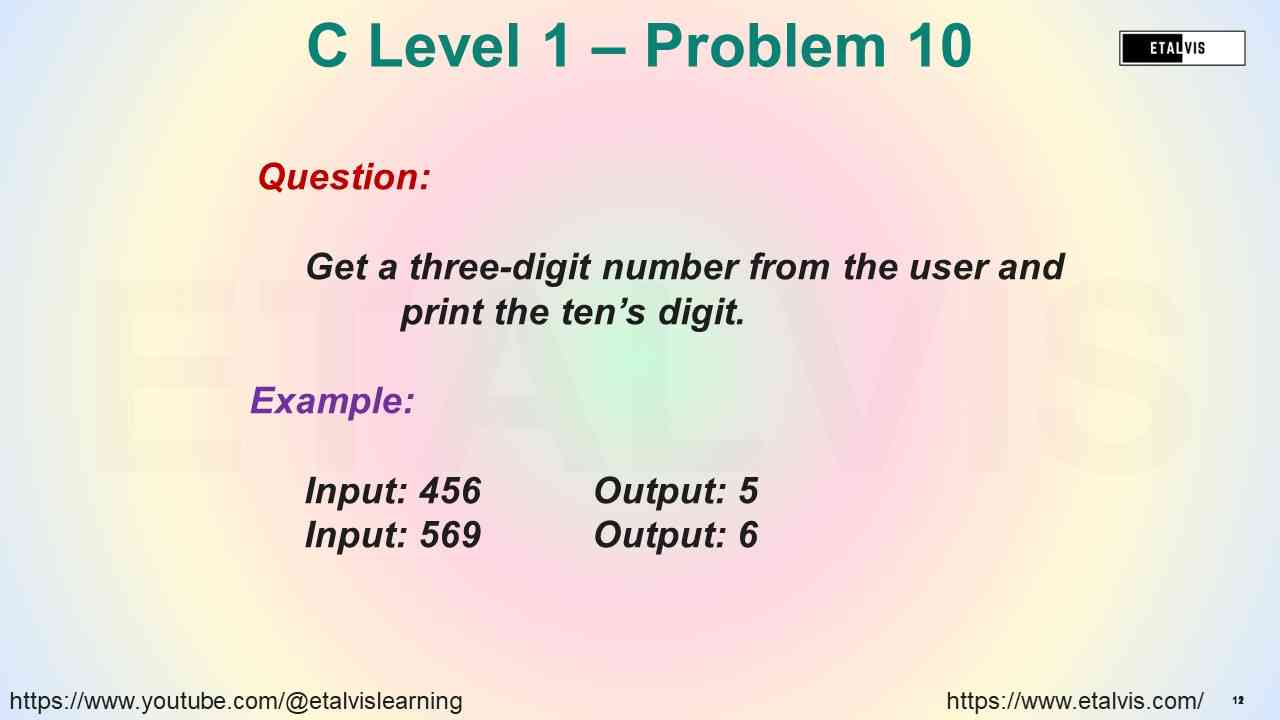 C Level 1 – Problem 10
ETALVIS
Question:
Get a three-digit number from the user and
print the ten’s digit.
ETALVIS
Example:
Input: 456 Output: 5
Input: 569 Output: 6
https://www.youtube.com/@etalvislearning https://www.etalvis.com/